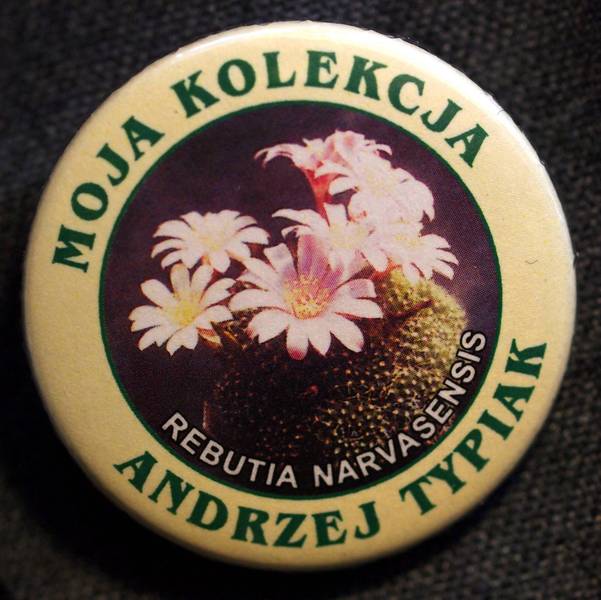 MOJA KOLEKCJA
REBUTIA NARVASENSIS
ANDRZEJ TYPIAK